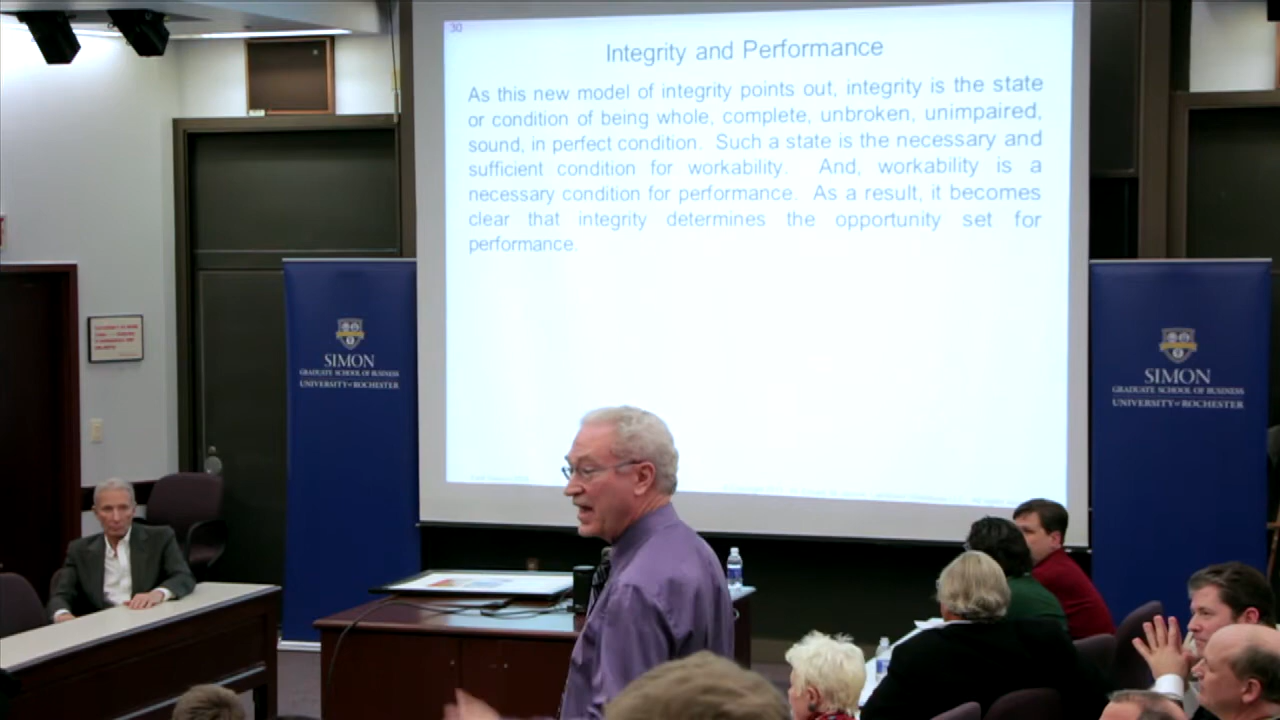 30
Integrity and Performance
As this new model of integrity points out, integrity is the state
or condition of being whole, complete, unbroken, unimpaired,
sound, in perfect condition. Such a state is the necessary and
sufficient condition for workability. And, workability is a
necessary condition for performance. As a result, it becomes
clear that integrity determines the opportunity set for
performance.
SIMON
GRADUATE SCHOOL OF BUSINESS
UNIVERSITY of ROCHESTER
SIMON
GRADUATE SCHOOL OF BUSINESS
UNIVERSITY of ROCHESTER